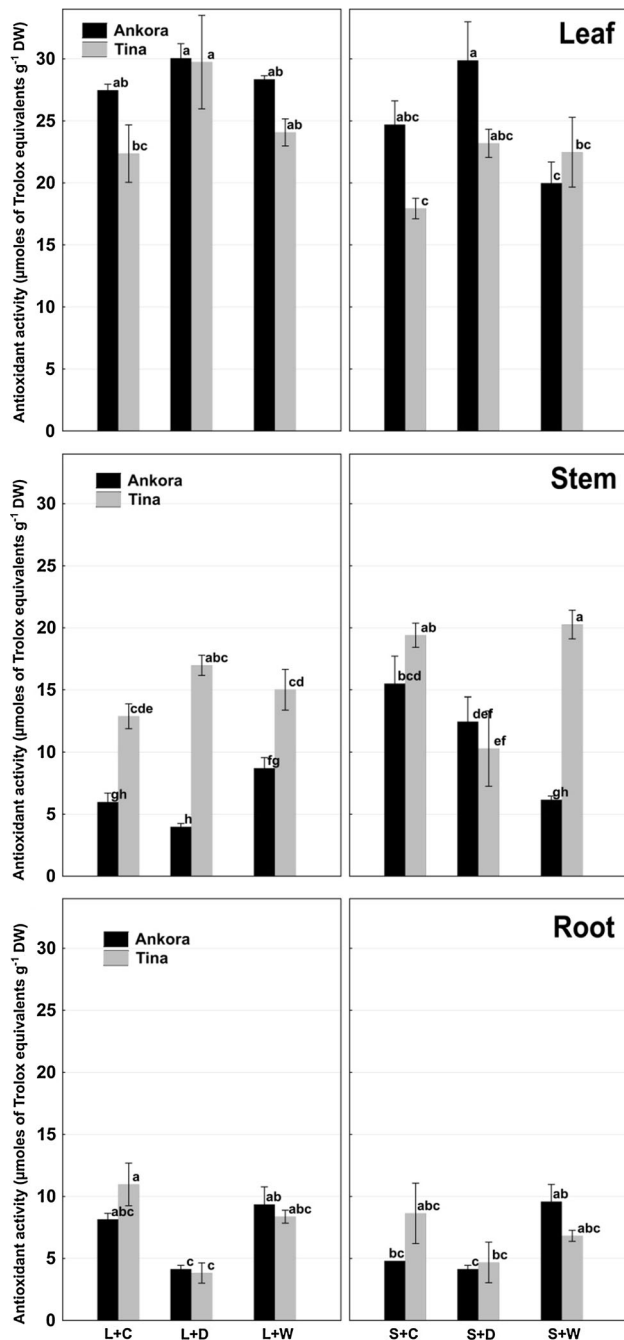 Antioxidant activity (µmoles of Trolox equivalents g⁻¹ DW)
30
25
20
15
10
5
0
Ankora
Tina
ab
bc
a
a
ab
ab
Leaf
abc
c
a
abc
c
bc
Antioxidant activity (µmoles of Trolox equivalents g⁻¹ DW)
30
25
20
15
10
5
0
Ankora
Tina
gh
cde
h
abc
fg
cd
Stem
bcd
ab
def
ef
gh
a
Antioxidant activity (µmoles of Trolox equivalents g⁻¹ DW)
30
25
20
15
10
5
0
Ankora
Tina
abc
a
c
c
ab
abc
L+C
L+D
L+W
Root
bc
abc
c
bc
ab
abc
S+C
S+D
S+W